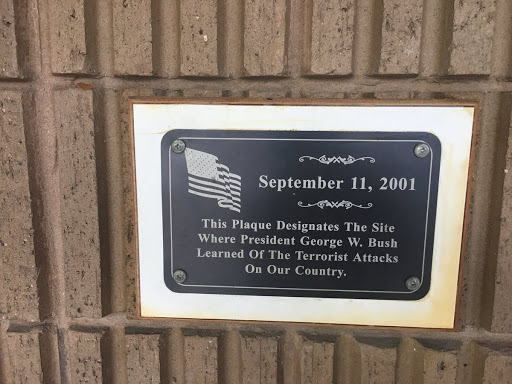 September 11, 2001
This Plaque Designates The Site
Where President George W. Bush
Learned Of The Terrorist Attacks
On Our Country.